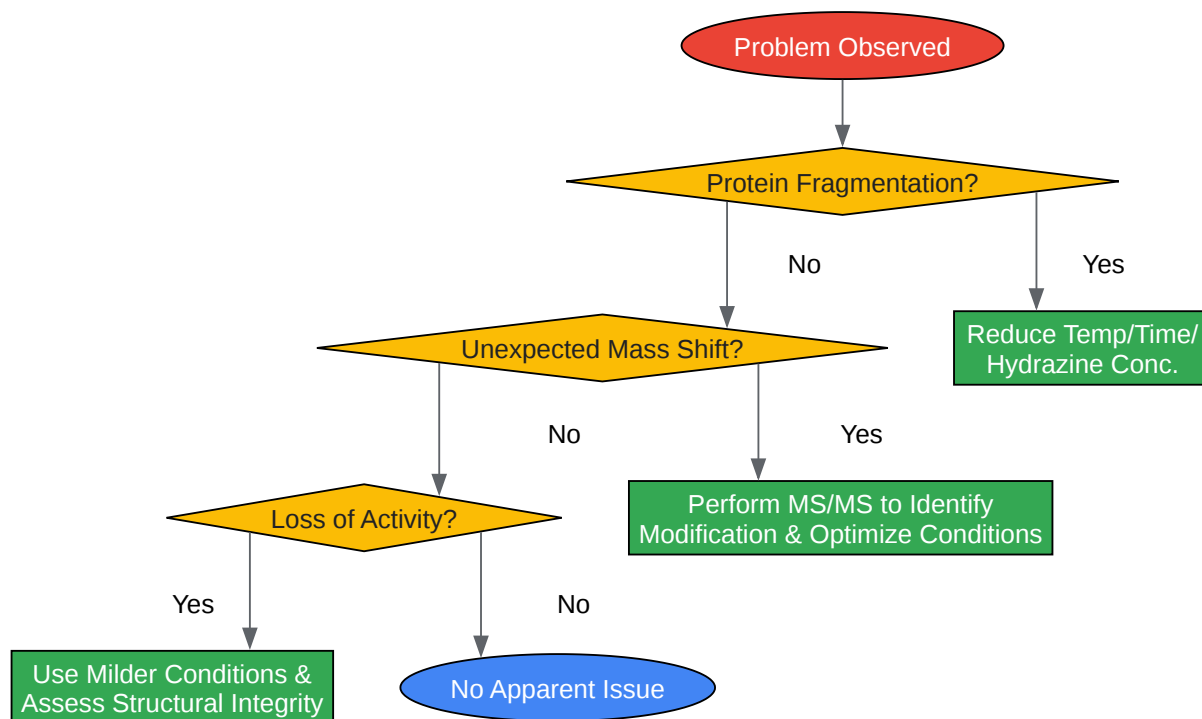 Problem Observed
Protein Fragmentation?
No
Yes
Reduce Temp/Time/
Hydrazine Conc.
Unexpected Mass Shift?
No
Yes
Perform MS/MS to Identify
Modification & Optimize Conditions
Loss of Activity?
Yes
No
Use Milder Conditions &
Assess Structural Integrity
No Apparent Issue